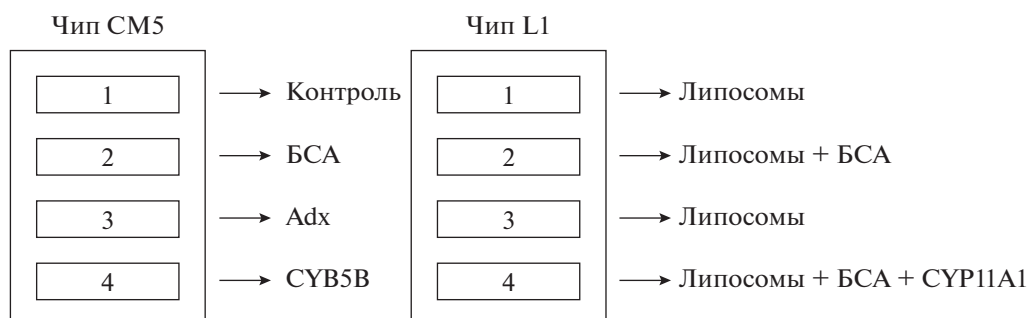 Чип CM5 Чип L1
1 Контроль 1 Липосомы
2 БСА 2 Липосомы + БСА
3 Adx 3 Липосомы
4 CYB5B 4 Липосомы + БСА + CYP11A1